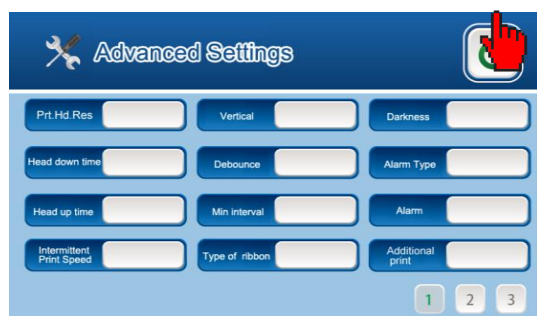 Advanced Settings
Prt.Hd.Res
Vertical
Darkness
Head down time
Debounce
Alarm Type
Head up time
Min interval
Alarm
Intermittent
Print Speed
Type of ribbon
Additional
print
1 2 3